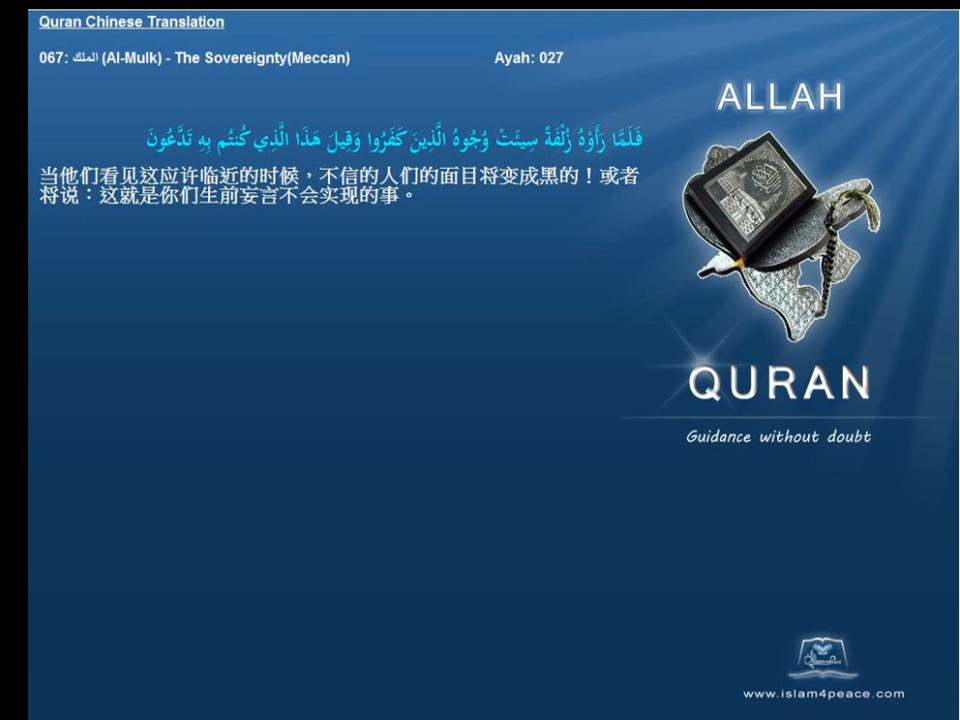 Quran Chinese Translation
067: الملك (Al-Mulk) - The Sovereignty(Meccan) Ayah: 027
فَلَمَّا رَأَوْهُ زُلْفَةً سِيئَتْ وُجُوهُ الَّذِينَ كَفَرُوا وَقِيلَ هَذَا الَّذِي كُنتُم بِهِ تَدَّعُونَ
当他们看见这应许临近的时候，不信的人们的面目将变成黑的！或者
将说：这就是你们生前妄言不会实现的事。
ALLAH
QURAN
Guidance without doubt
www.islam4peace.com